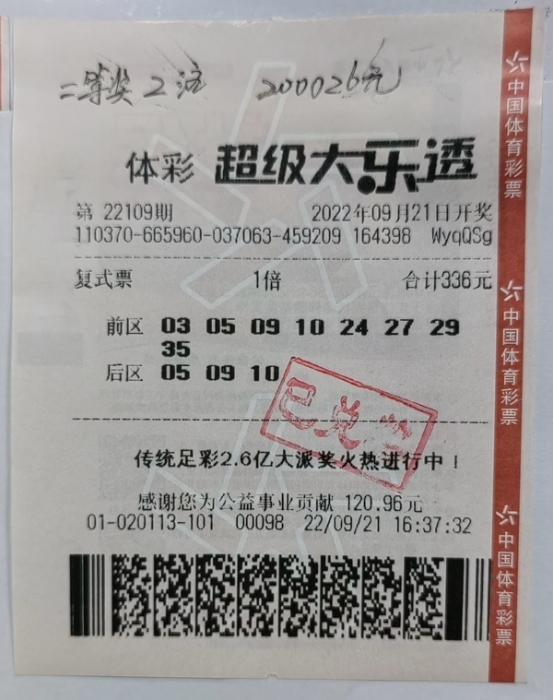 二等奖2注 200026元
体彩 超级大乐透
第 22109期 2022年09月21日开奖
110370-665960-037063-459209 164398 WyqQSg
复式票 1倍 合计336元
前区 03 05 09 10 24 27 29
35
后区 05 09 10
已兑
传统足彩2.6亿大派奖火热进行中!
感谢您为公益事业贡献 120.96元
01-020113-101 00098 22/09/21 16:37:32
中国体育彩票
中国体育彩票
中国体育彩票